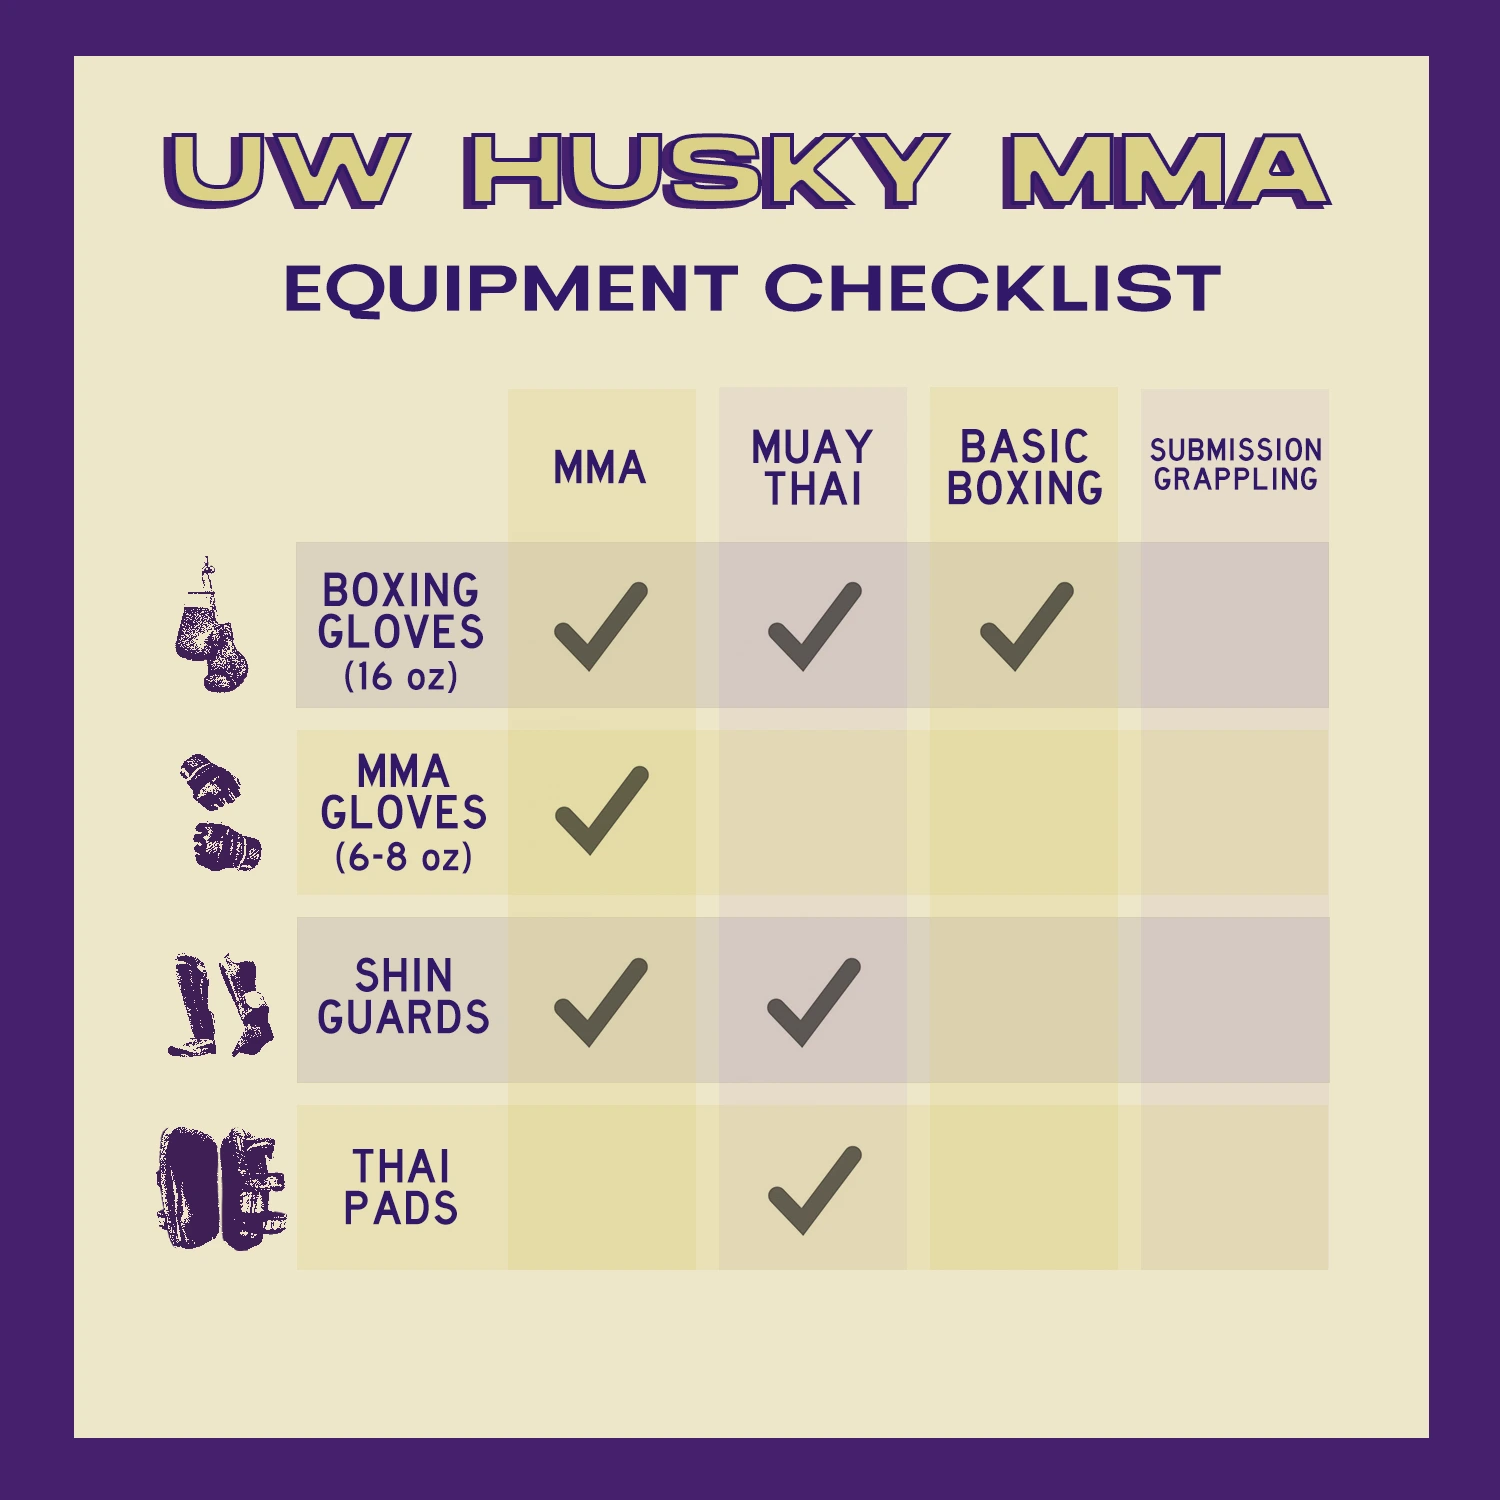 UW HUSKY MMA
EQUIPMENT CHECKLIST
MMA
MUAY
THAI
BASIC
BOXING
SUBMISSION
GRAPPLING
BOXING
GLOVES
(16 oz)
MMA
GLOVES
(6-8 oz)
SHIN
GUARDS
THAI
PADS